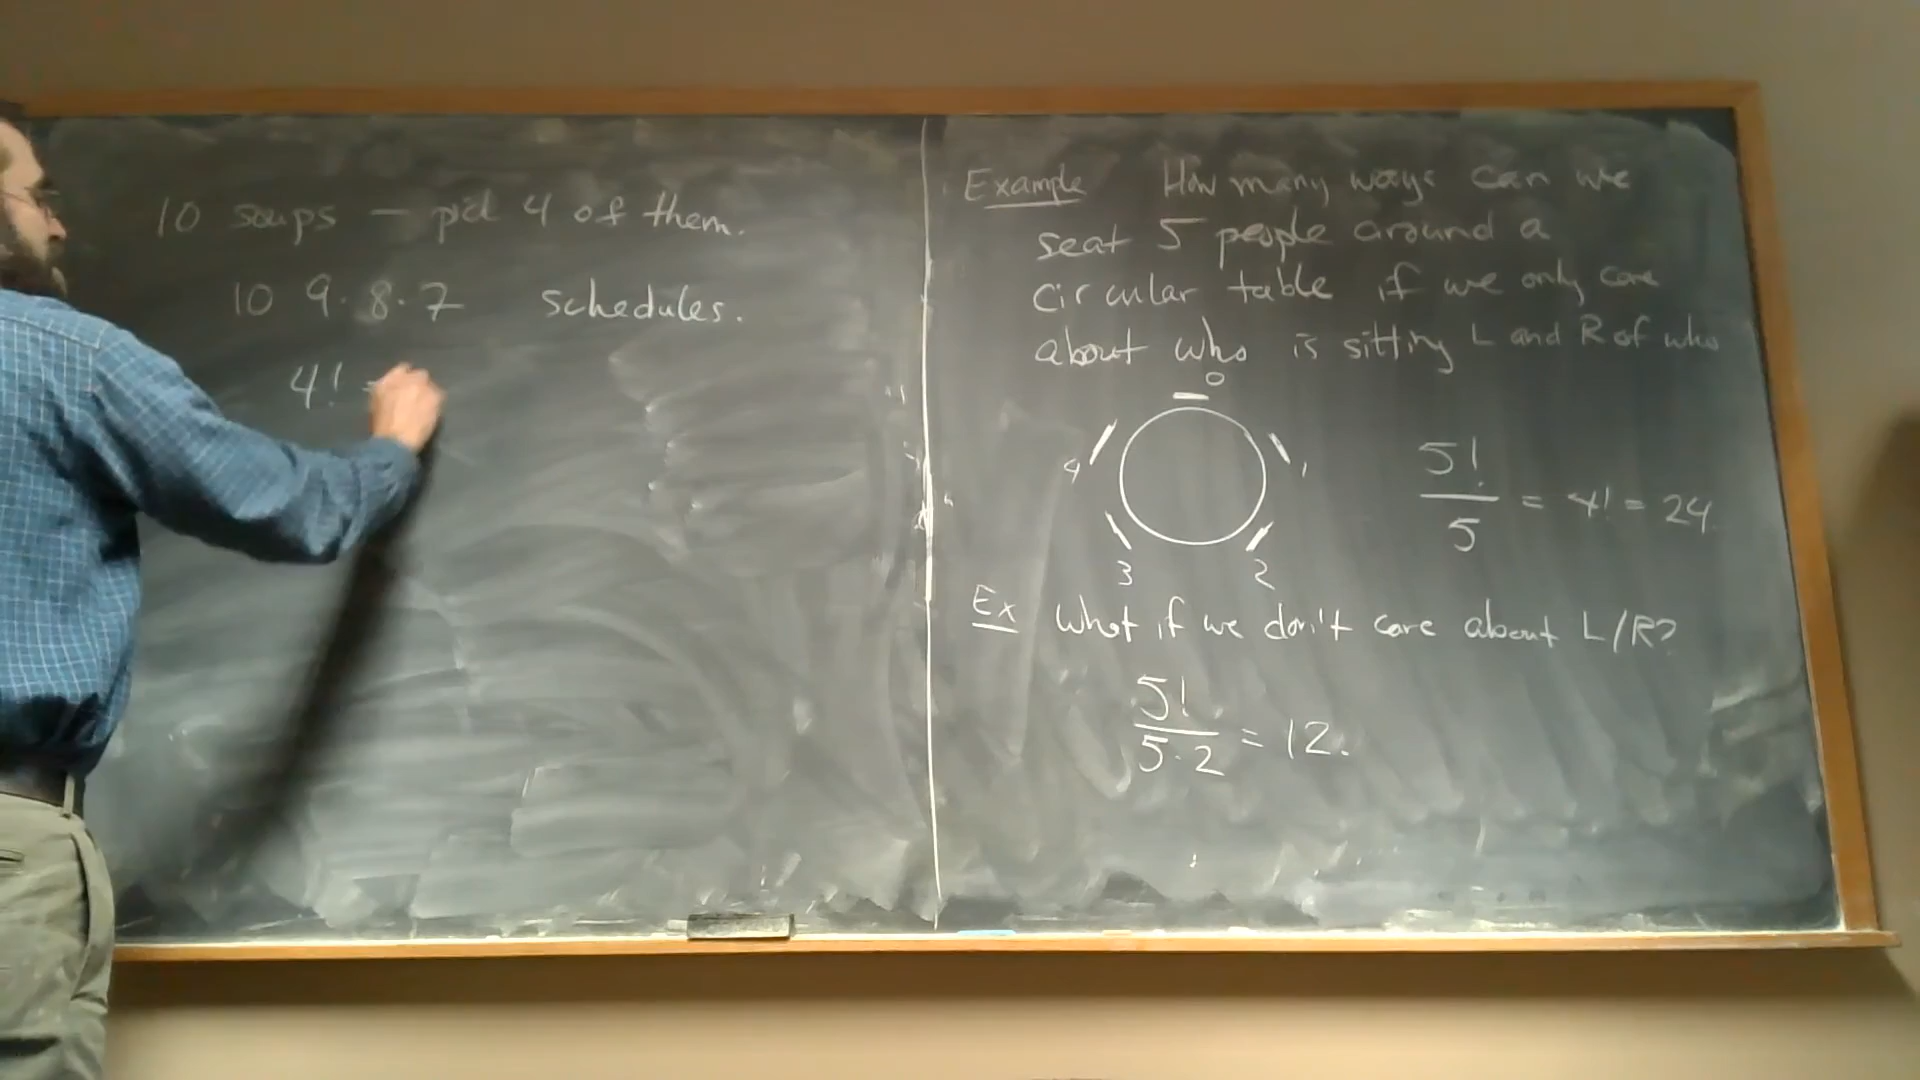 10 soups – pick 4 of them.
10 9·8·7 schedules.
4!
Example How many ways can we
seat 5 people around a
circular table if we only care
about who is sitting L and R of who
0
4 1
3 2
5!/5 = 4! = 24
Ex What if we don't care about L/R?
5!/5·2 = 12.